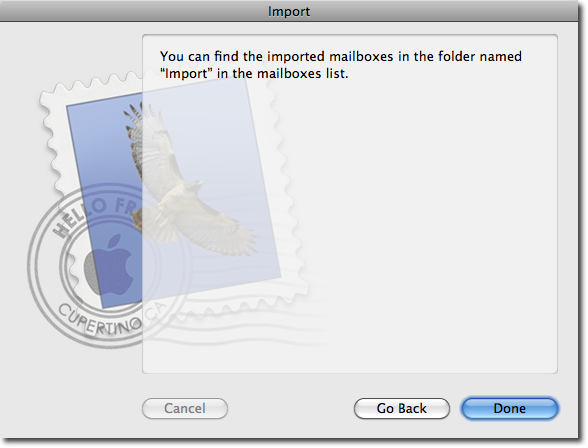 Import
You can find the imported mailboxes in the folder named
“Import” in the mailboxes list.
HELLO FR
CUPERTINO CA
Cancel
Go Back
Done